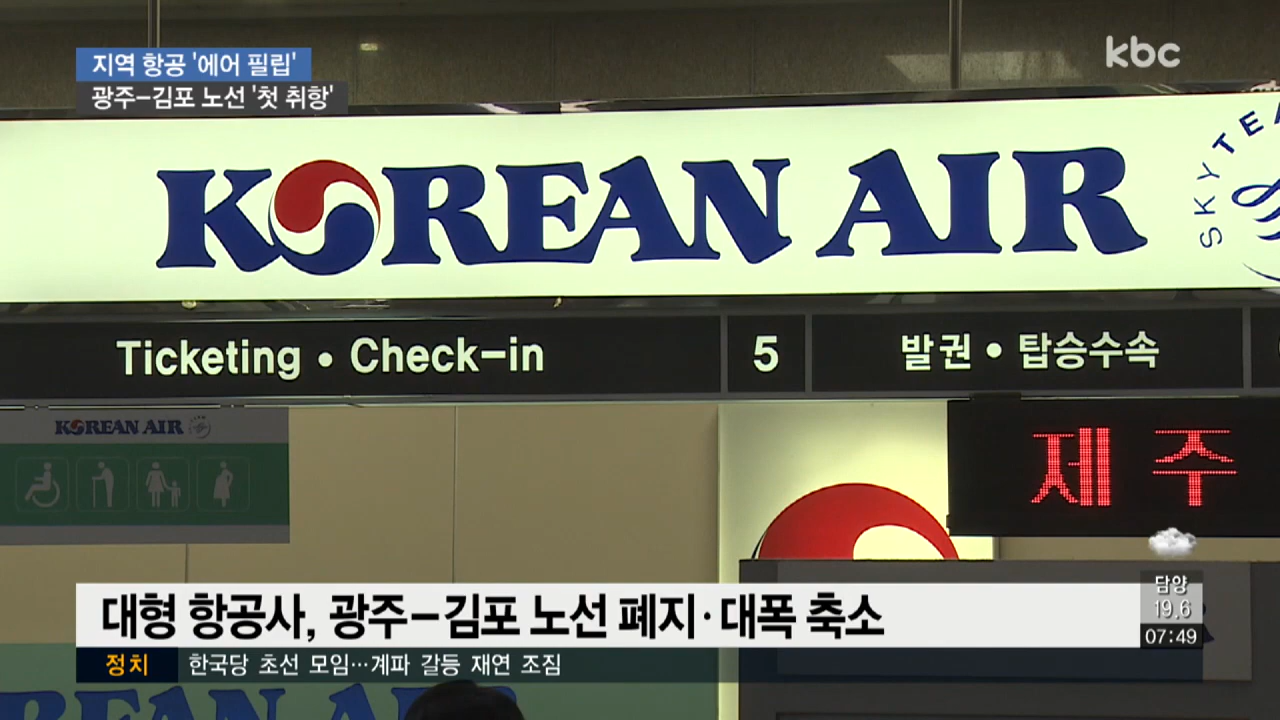 지역 항공 '에어 필립'
광주-김포 노선 '첫 취항'
kbc
KOREAN AIR
SKYTEA
Ticketing • Check-in
5
발권 • 탑승수속
KOREAN AIR
제주
담양
19.6
07:49
대형 항공사, 광주-김포 노선 폐지·대폭 축소
정치
한국당 초선 모임…계파 갈등 재연 조짐
KOREAN AIR